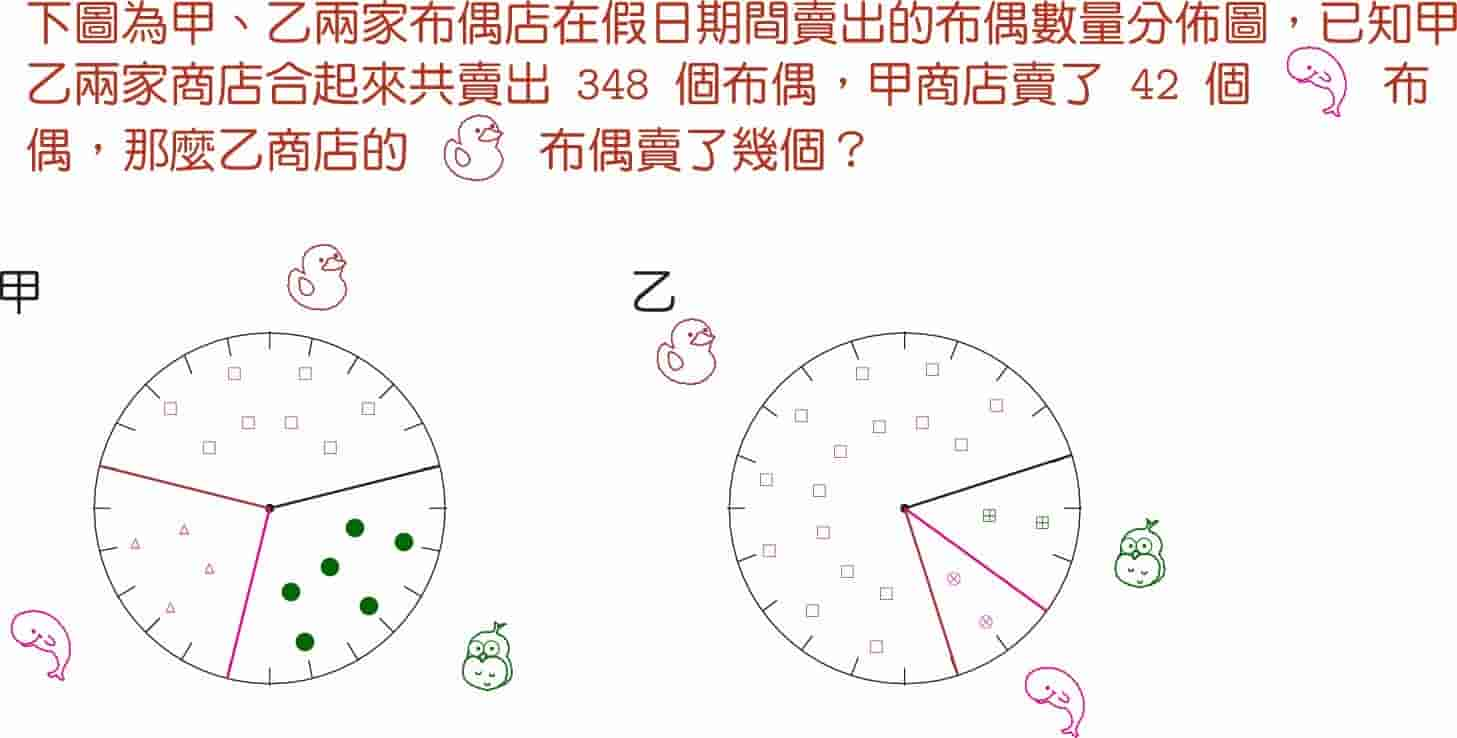 下圖為甲、乙兩家布偶店在假日期間賣出的布偶數量分佈圖，已知甲
乙兩家商店合起來共賣出 348 個布偶，甲商店賣了 42 個 布
偶，那麼乙商店的 布偶賣了幾個？
甲
乙